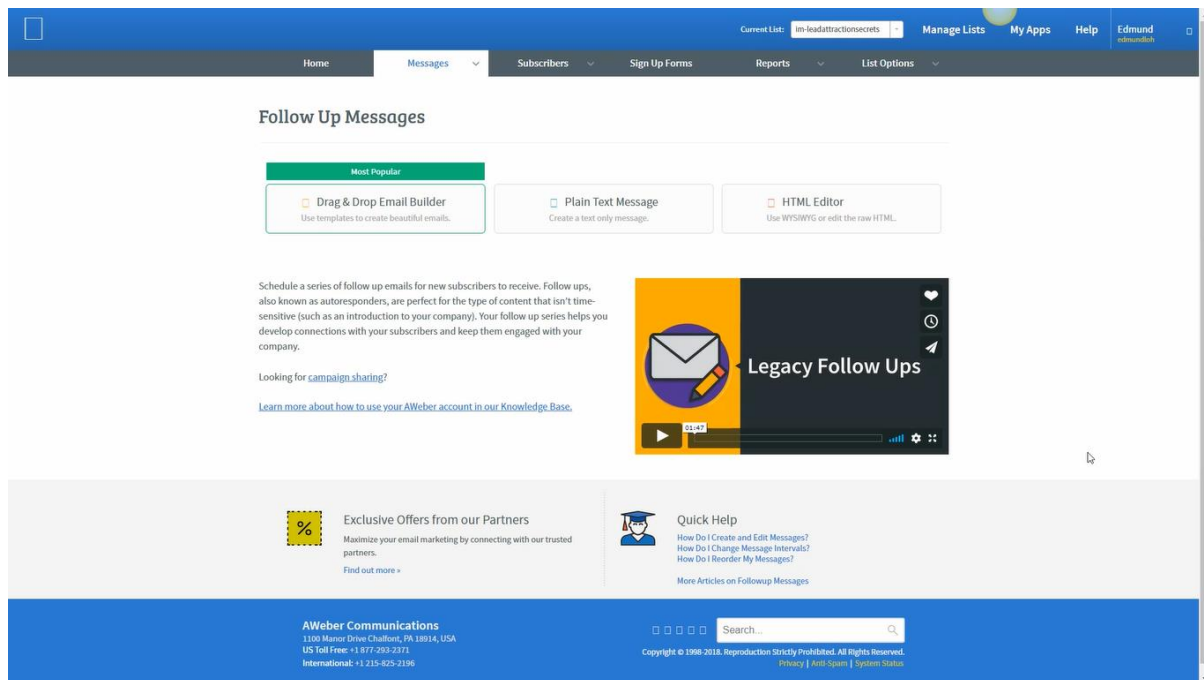 Current List: im-leadattractionsecrets Manage Lists My Apps Help Edmund
edmundloh
Home Messages Subscribers Sign Up Forms Reports List Options
Follow Up Messages
Most Popular
Drag & Drop Email Builder
Use templates to create beautiful emails.
Plain Text Message
Create a text only message.
HTML Editor
Use WYSIWYG or edit the raw HTML.
Schedule a series of follow up emails for new subscribers to receive. Follow ups,
also known as autoresponders, are perfect for the type of content that isn't time-
sensitive (such as an introduction to your company). Your follow up series helps you
develop connections with your subscribers and keep them engaged with your
company.
Looking for campaign sharing?
Learn more about how to use your AWeber account in our Knowledge Base.
Legacy Follow Ups
01:47
%
Exclusive Offers from our Partners
Maximize your email marketing by connecting with our trusted
partners.
Find out more »
Quick Help
How Do I Create and Edit Messages?
How Do I Change Message Intervals?
How Do I Reorder My Messages?
More Articles on Followup Messages
AWeber Communications
1100 Manor Drive Chalfont, PA 18914, USA
US Toll Free: +1 877-293-2371
International: +1 215-825-2196
Search...
Copyright © 1998-2018. Reproduction Strictly Prohibited. All Rights Reserved.
Privacy | Anti-Spam | System Status